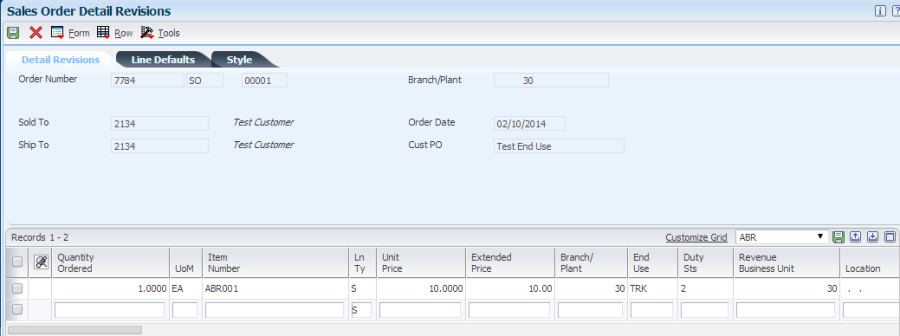 Sales Order Detail Revisions
Form Row Tools
Detail Revisions Line Defaults Style
Order Number 7784 SO 00001 Branch/Plant 30
Sold To 2134 Test Customer Order Date 02/10/2014
Ship To 2134 Test Customer Cust PO Test End Use
Records 1 - 2 Customize Grid ABR
Quantity Ordered UoM Item Number Ln Ty Unit Price Extended Price Branch/ Plant End Use Duty Sts Revenue Business Unit Location
1.0000 EA ABR001 S 10.0000 10.00 30 TRK 2 30 . .
S